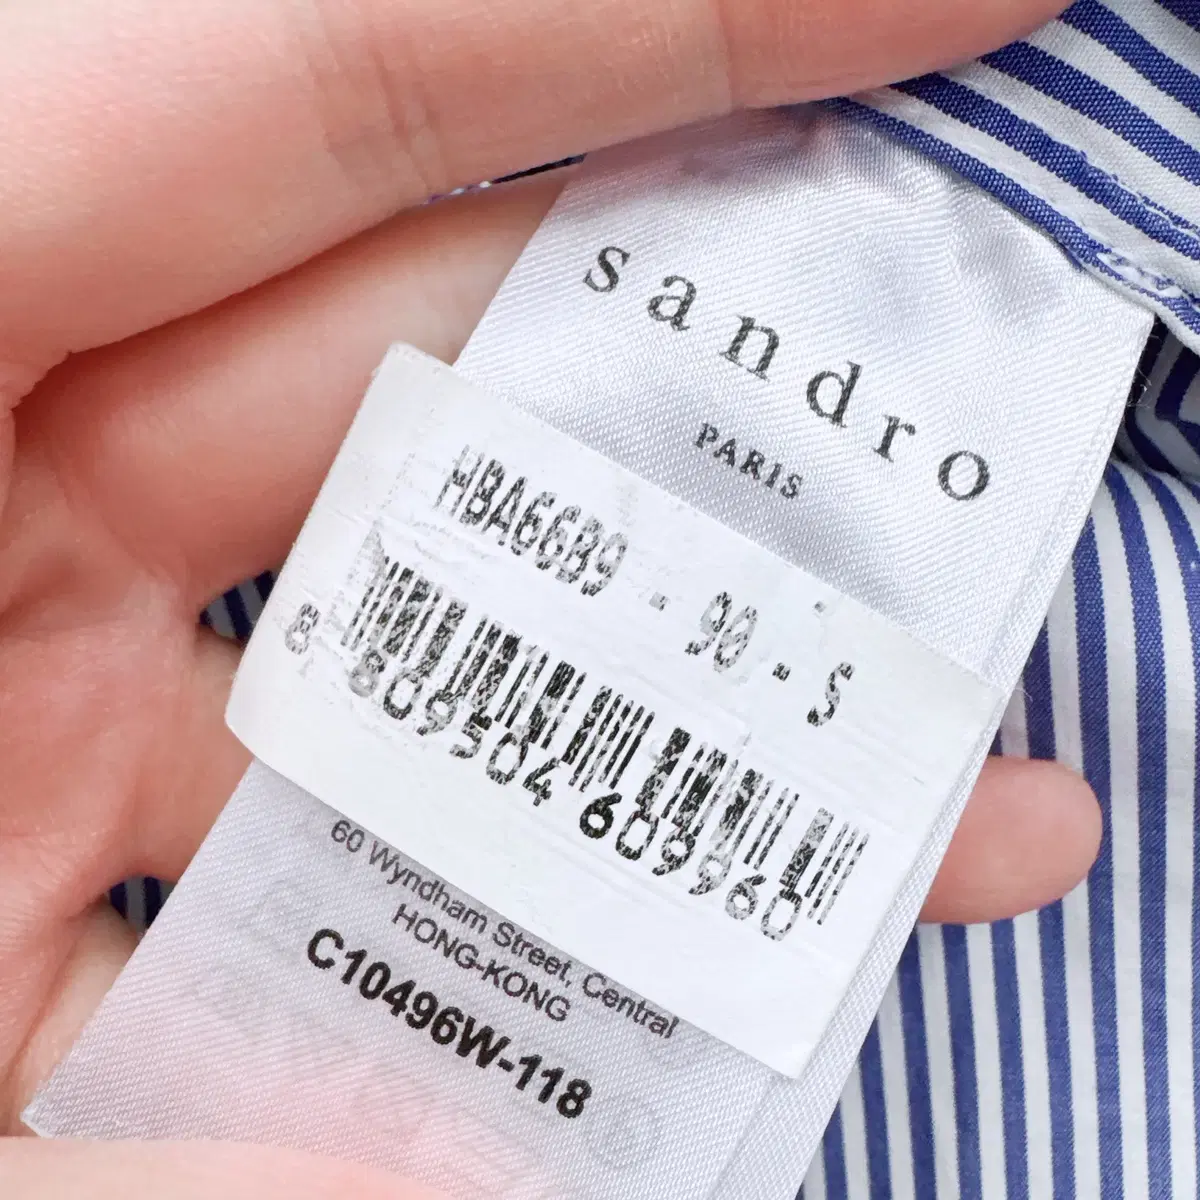 sandro
PARIS
HBA66B9 - 90 - S
8 809504 609960
60 Wyndham Street, Central
HONG-KONG
C10496W-118